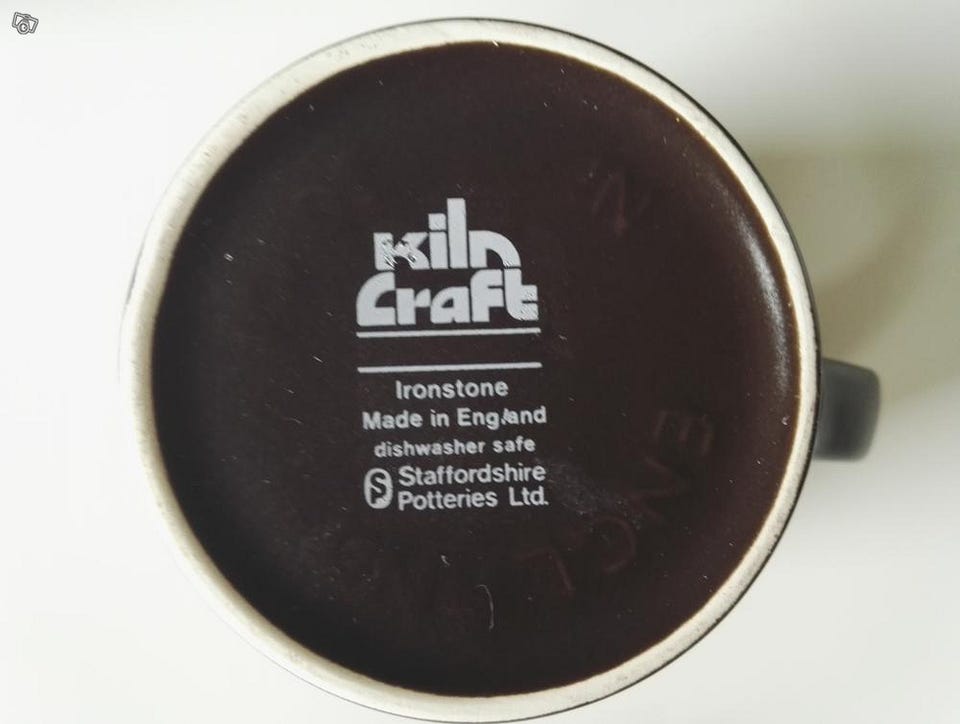 Kiln
Craft
Ironstone
Made in England
dishwasher safe
Staffordshire
Potteries Ltd.